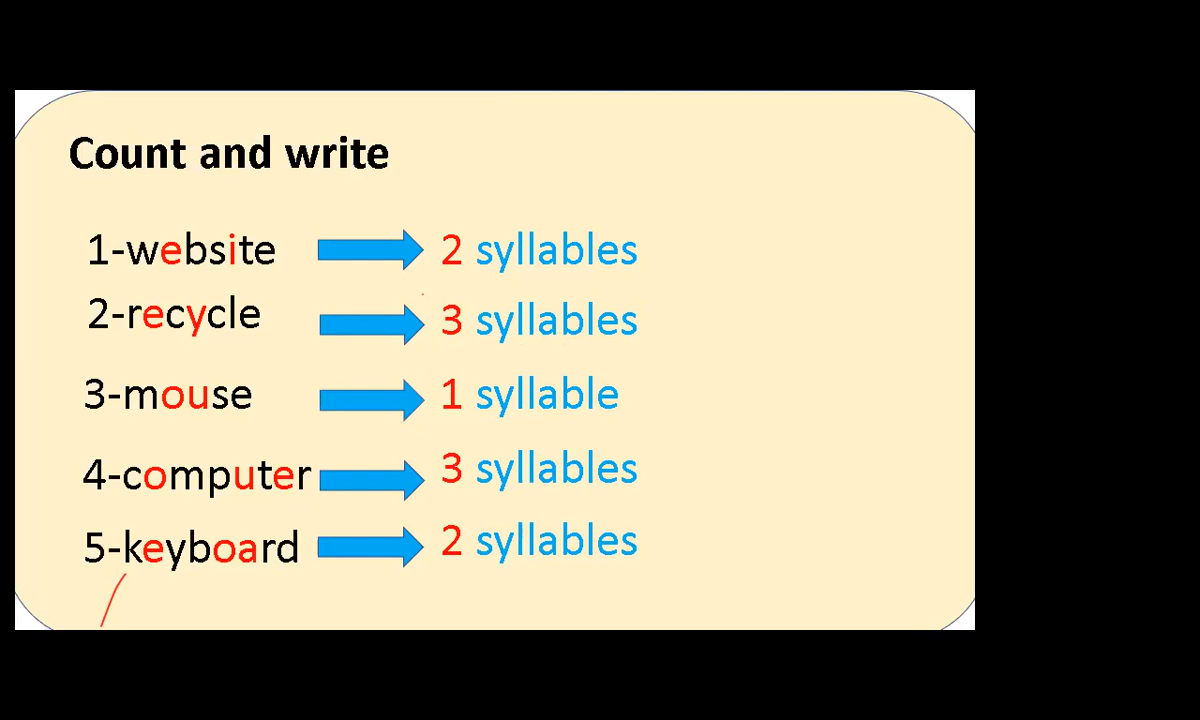 Count and write
1-website 2 syllables
2-recycle 3 syllables
3-mouse 1 syllable
4-computer 3 syllables
5-keyboard 2 syllables